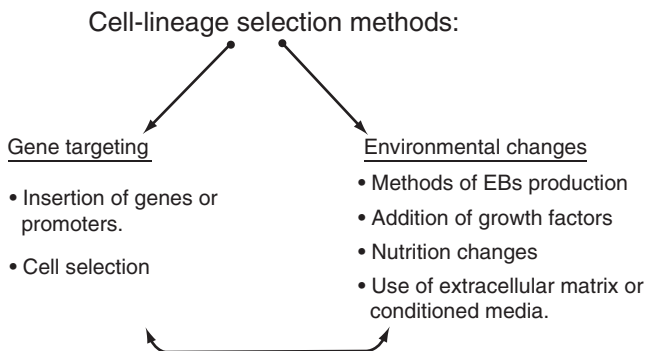 Cell-lineage selection methods:
Gene targeting
• Insertion of genes or
promoters.
• Cell selection
Environmental changes
• Methods of EBs production
• Addition of growth factors
• Nutrition changes
• Use of extracellular matrix or
conditioned media.